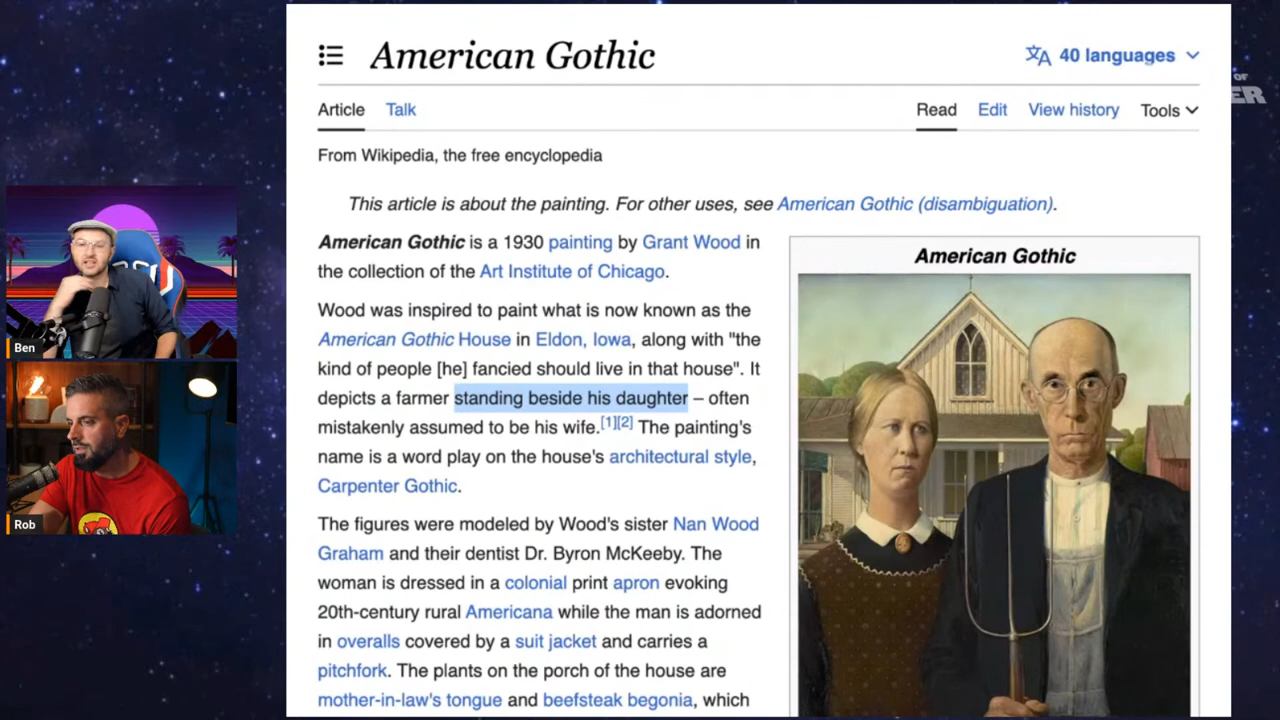 American Gothic
40 languages
Article Talk Read Edit View history Tools
From Wikipedia, the free encyclopedia
This article is about the painting. For other uses, see American Gothic (disambiguation).
American Gothic is a 1930 painting by Grant Wood in
the collection of the Art Institute of Chicago.
Wood was inspired to paint what is now known as the
American Gothic House in Eldon, Iowa, along with "the
kind of people [he] fancied should live in that house". It
depicts a farmer standing beside his daughter – often
mistakenly assumed to be his wife.[1][2] The painting's
name is a word play on the house's architectural style,
Carpenter Gothic.
The figures were modeled by Wood's sister Nan Wood
Graham and their dentist Dr. Byron McKeeby. The
woman is dressed in a colonial print apron evoking
20th-century rural Americana while the man is adorned
in overalls covered by a suit jacket and carries a
pitchfork. The plants on the porch of the house are
mother-in-law's tongue and beefsteak begonia, which
American Gothic
OF
ER
Ben
Rob